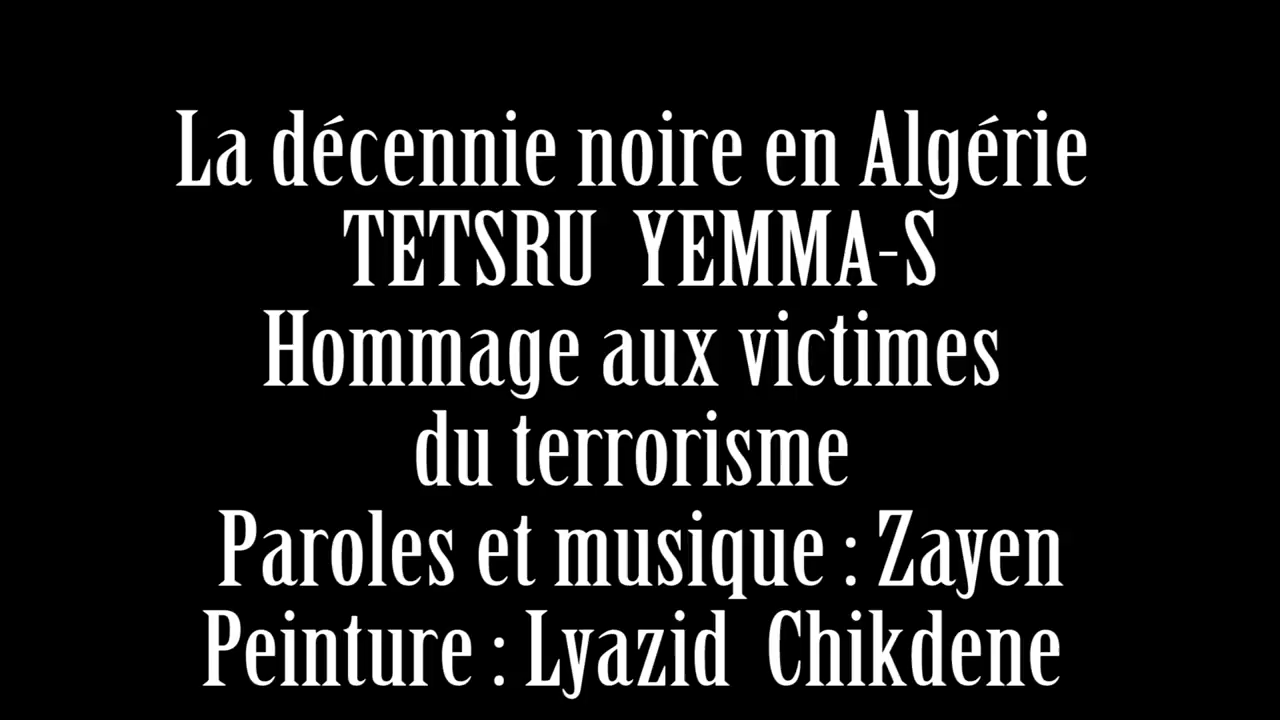 La décennie noire en Algérie
TETSRU YEMMA-S
Hommage aux victimes
du terrorisme
Paroles et musique : Zayen
Peinture : Lyazid Chikdene